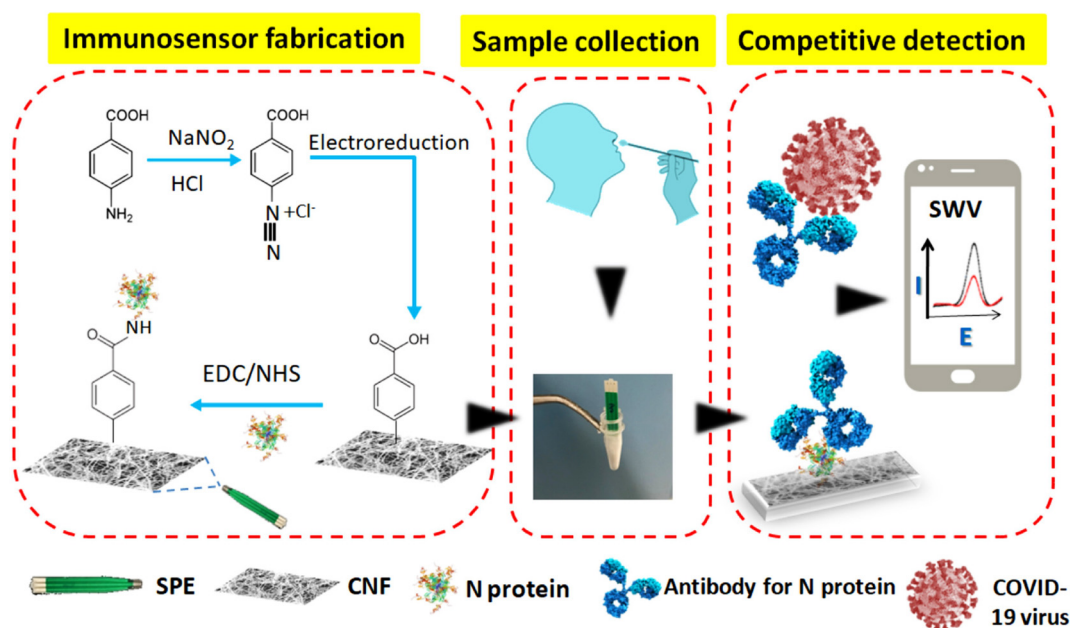 Immunosensor fabrication
Sample collection
Competitive detection
COOH
NaNO2
HCl
NH2
COOH
N +Cl-
N
Electroreduction
NH
O
O
OH
EDC/NHS
SWV
I
E
SPE
CNF
N protein
Antibody for N protein
COVID-
19 virus